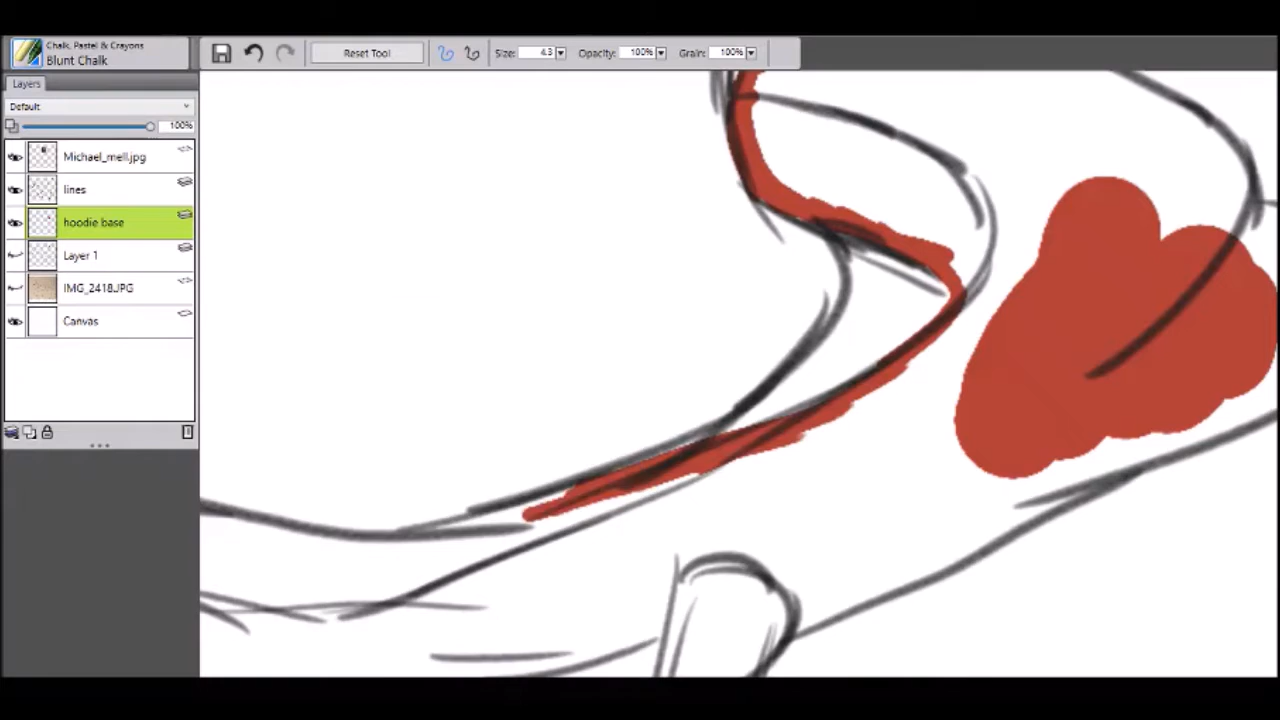 Chalk, Pastel & Crayons
Blunt Chalk
Reset Tool
Size: 4.3
Opacity: 100%
Grain: 100%
Layers
Default
100%
Michael_mell.jpg
lines
hoodie base
Layer 1
IMG_2418.JPG
Canvas